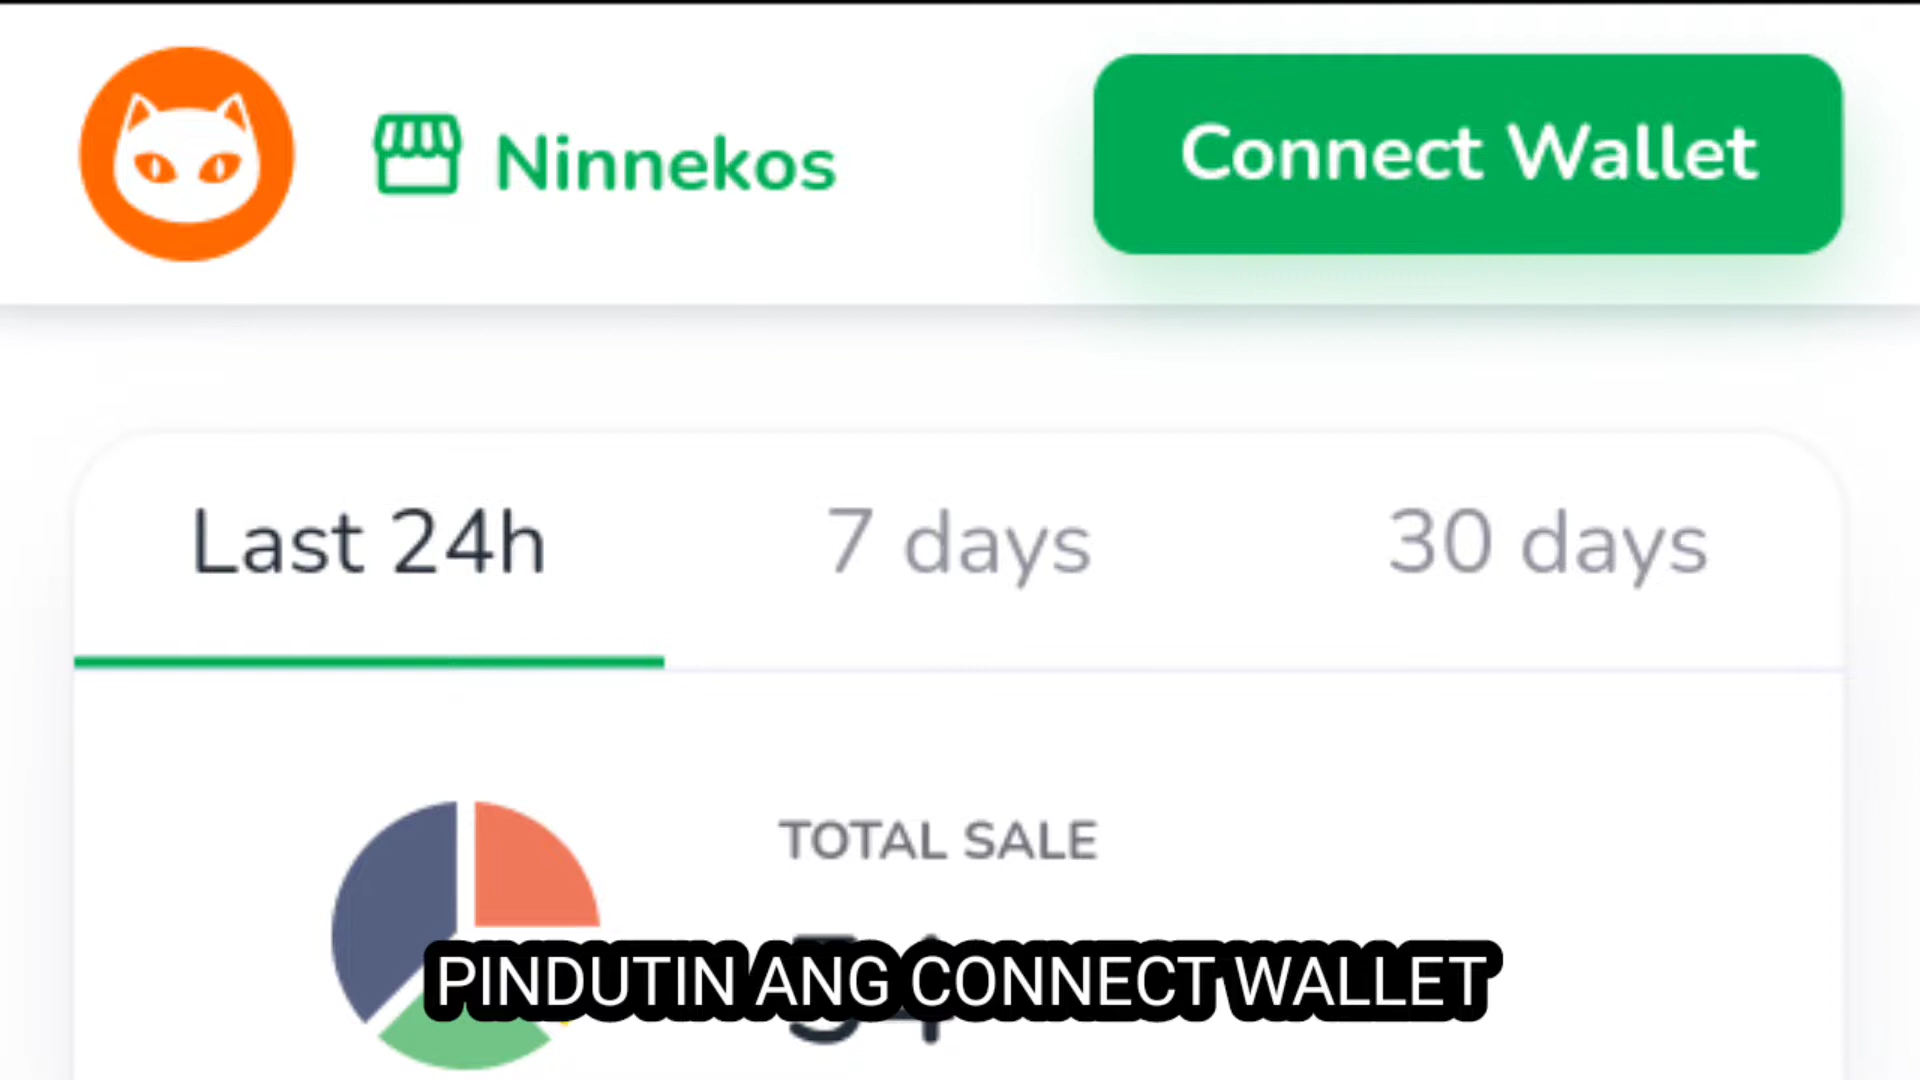 Ninnekos
Connect Wallet
Last 24h
7 days
30 days
TOTAL SALE
PINDUTIN ANG CONNECT WALLET